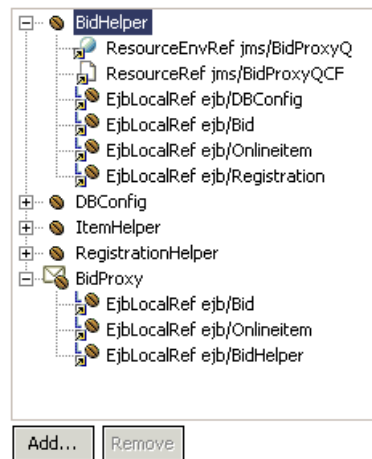 BidHelper
ResourceEnvRef jms/BidProxyQ
ResourceRef jms/BidProxyQCF
EjbLocalRef ejb/DBConfig
EjbLocalRef ejb/Bid
EjbLocalRef ejb/Onlineitem
EjbLocalRef ejb/Registration
DBConfig
ItemHelper
RegistrationHelper
BidProxy
EjbLocalRef ejb/Bid
EjbLocalRef ejb/Onlineitem
EjbLocalRef ejb/BidHelper
Add... Remove